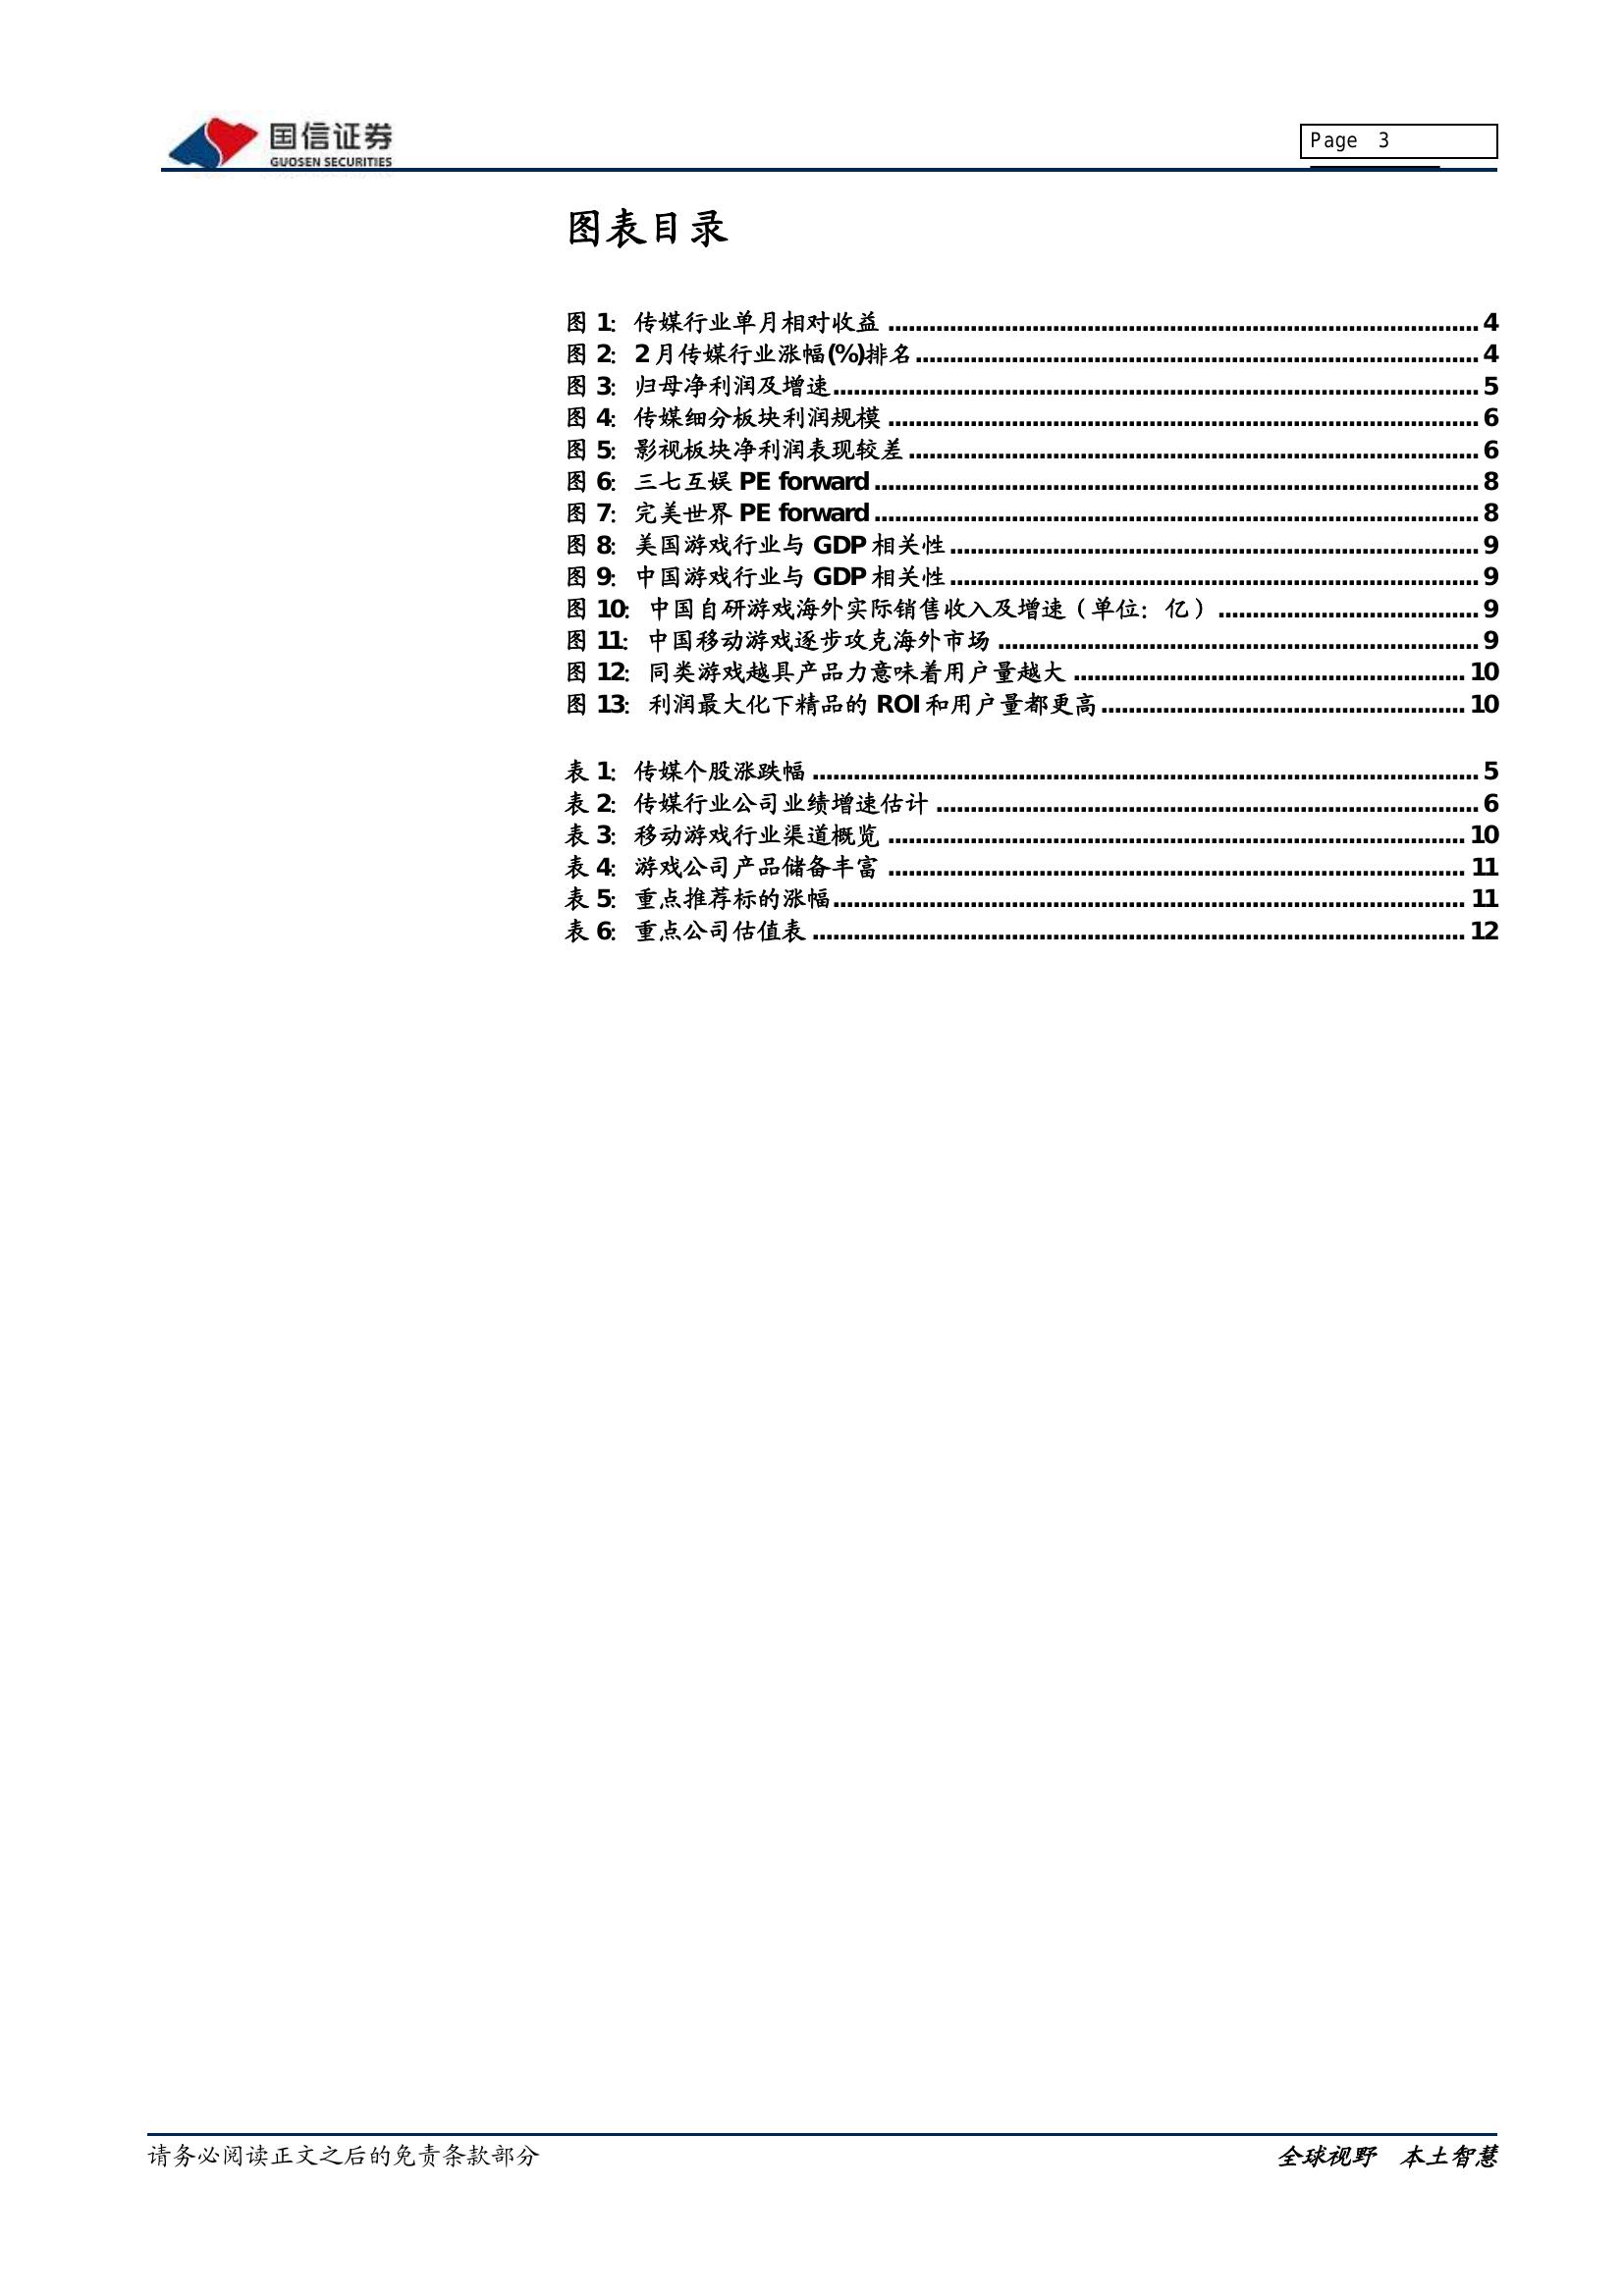 国信证券
GUOSEN SECURITIES
Page 3
图表目录
图 1：传媒行业单月相对收益 ........ 4
图 2：2 月传媒行业涨幅(%)排名 ........ 4
图 3：归母净利润及增速 ........ 5
图 4：传媒细分板块利润规模 ........ 6
图 5：影视板块净利润表现较差 ........ 6
图 6：三七互娱 PE forward ........ 8
图 7：完美世界 PE forward ........ 8
图 8：美国游戏行业与 GDP 相关性 ........ 9
图 9：中国游戏行业与 GDP 相关性 ........ 9
图 10：中国自研游戏海外实际销售收入及增速（单位：亿） ........ 9
图 11：中国移动游戏逐步攻克海外市场 ........ 9
图 12：同类游戏越具产品力意味着用户量越大 ........ 10
图 13：利润最大化下精品的 ROI 和用户量都更高 ........ 10
表 1：传媒个股涨跌幅 ........ 5
表 2：传媒行业公司业绩增速估计 ........ 6
表 3：移动游戏行业渠道概览 ........ 10
表 4：游戏公司产品储备丰富 ........ 11
表 5：重点推荐标的涨幅 ........ 11
表 6：重点公司估值表 ........ 12
请务必阅读正文之后的免责条款部分
全球视野 本土智慧